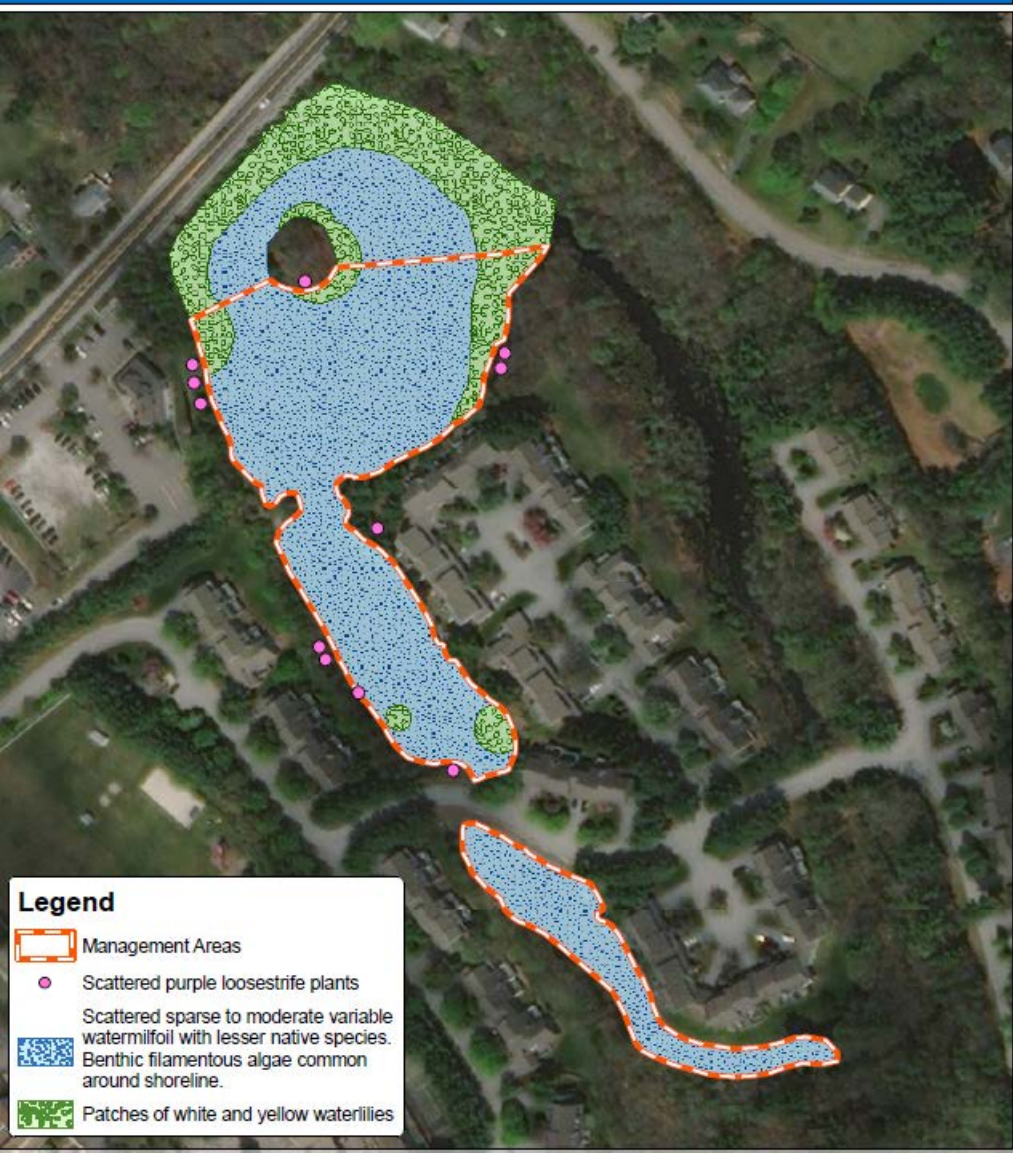 Legend
Management Areas
Scattered purple loosestrife plants
Scattered sparse to moderate variable
watermilfoil with lesser native species.
Benthic filamentous algae common
around shoreline.
Patches of white and yellow waterlilies